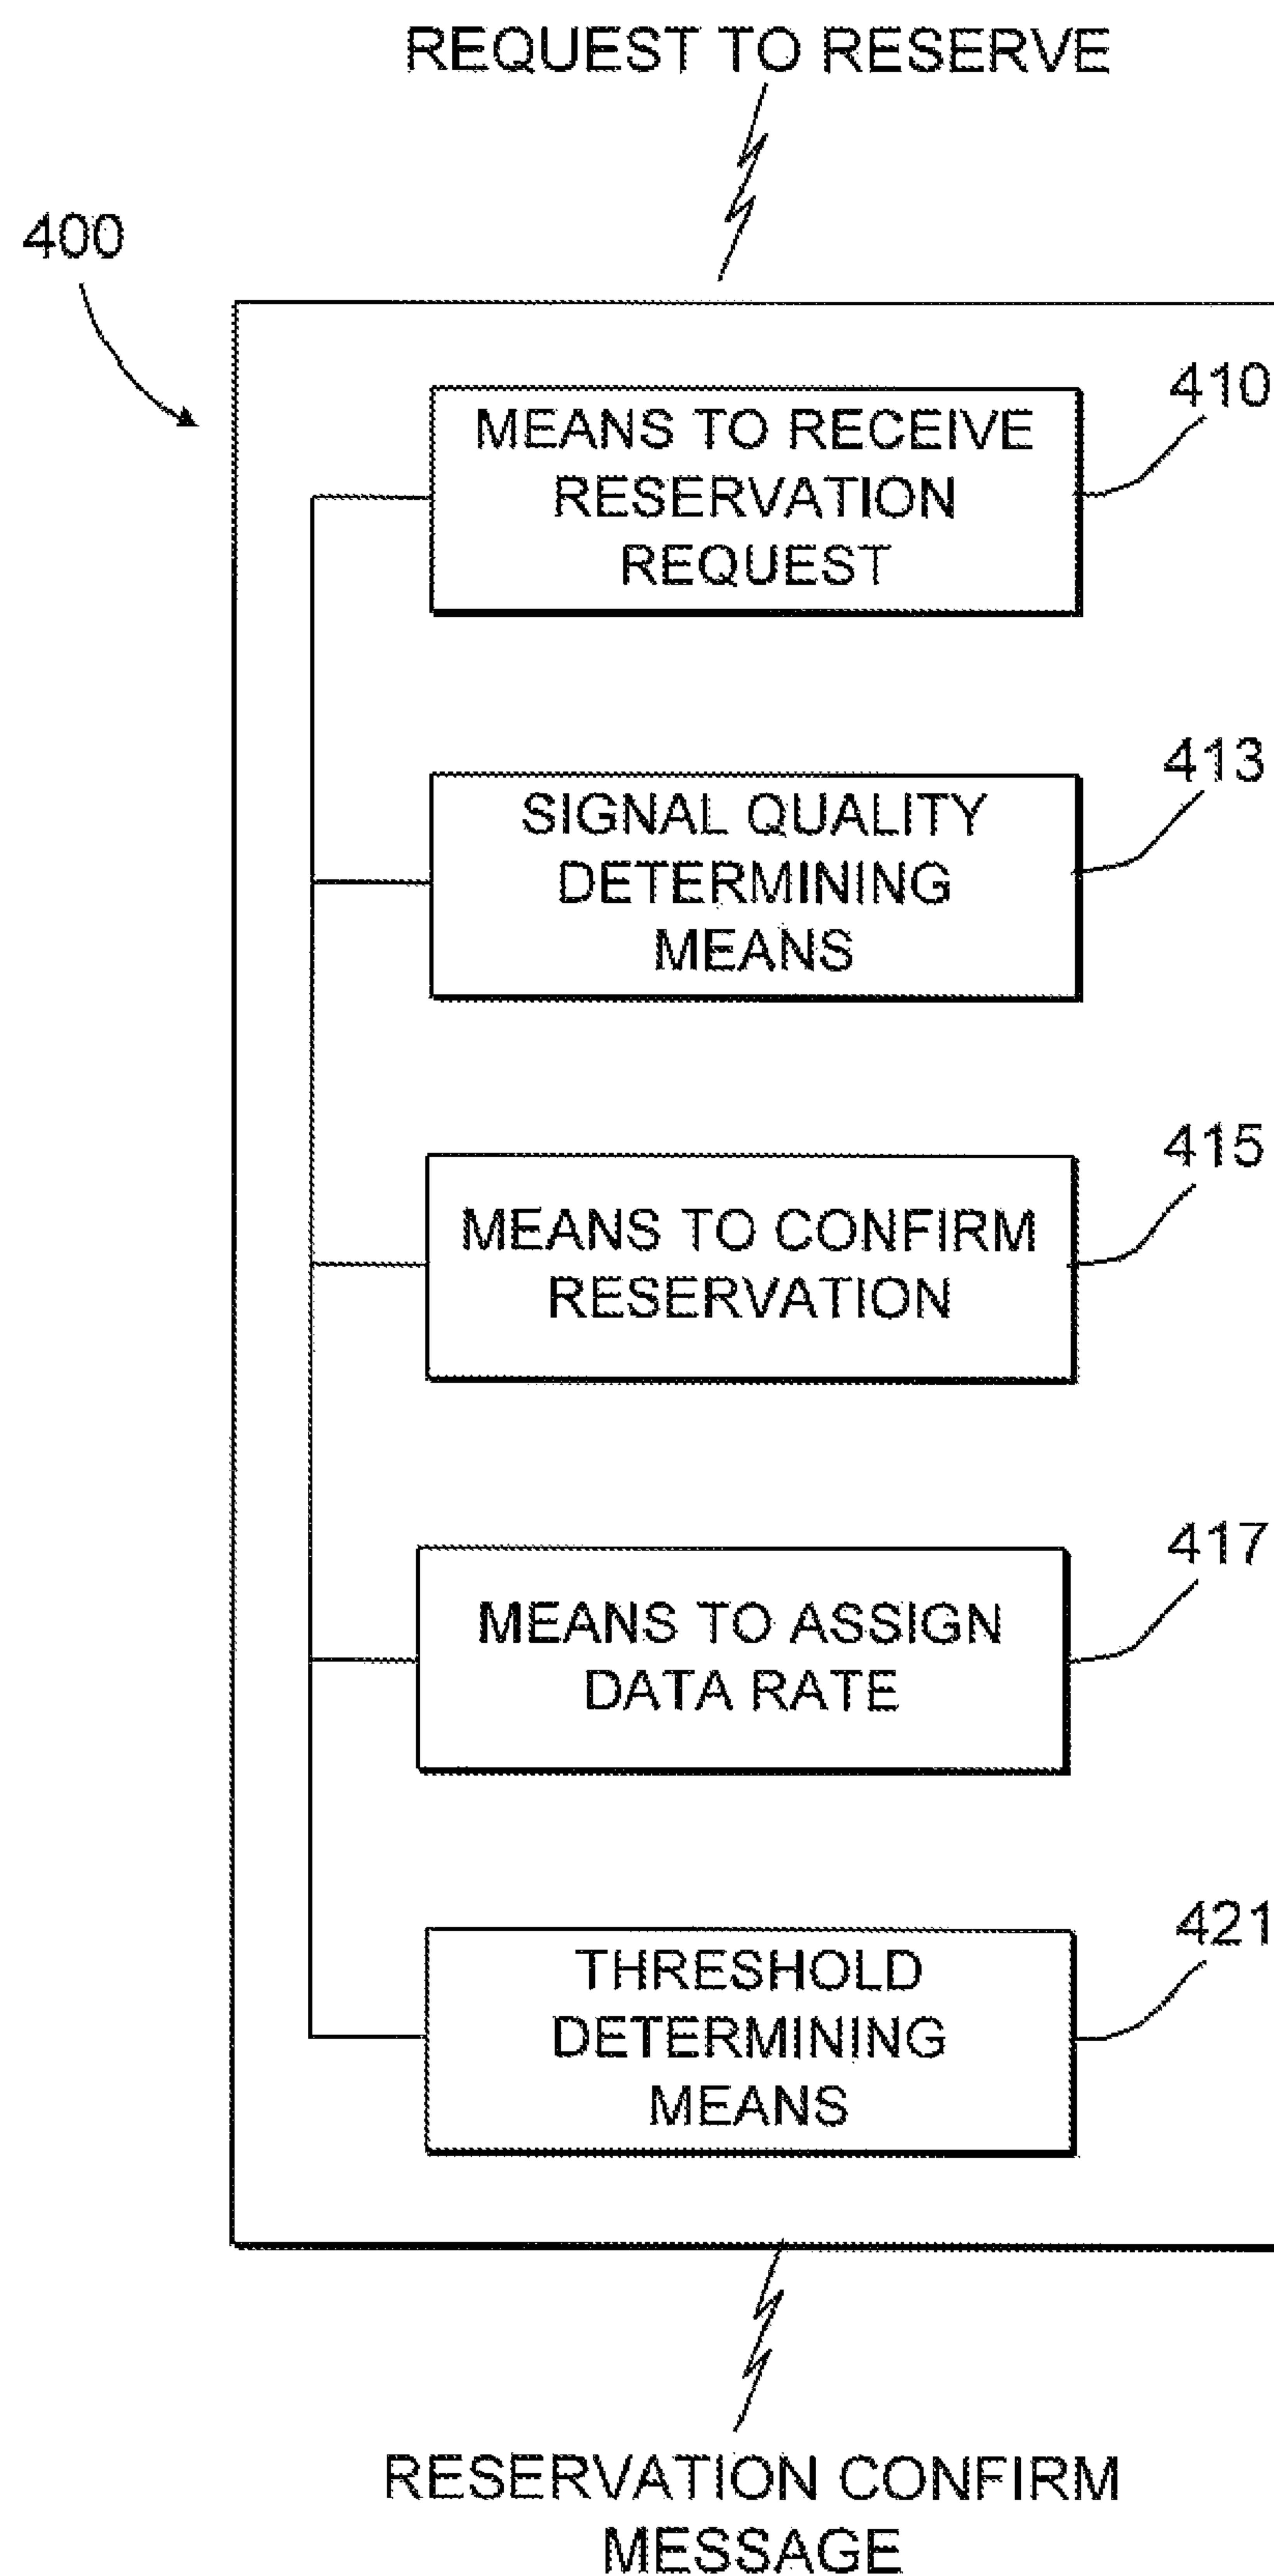 REQUEST TO RESERVE
400
410
MEANS TO RECEIVE
RESERVATION
REQUEST
413
SIGNAL QUALITY
DETERMINING
MEANS
415
MEANS TO CONFIRM
RESERVATION
417
MEANS TO ASSIGN
DATA RATE
421
THRESHOLD
DETERMINING
MEANS
RESERVATION CONFIRM
MESSAGE